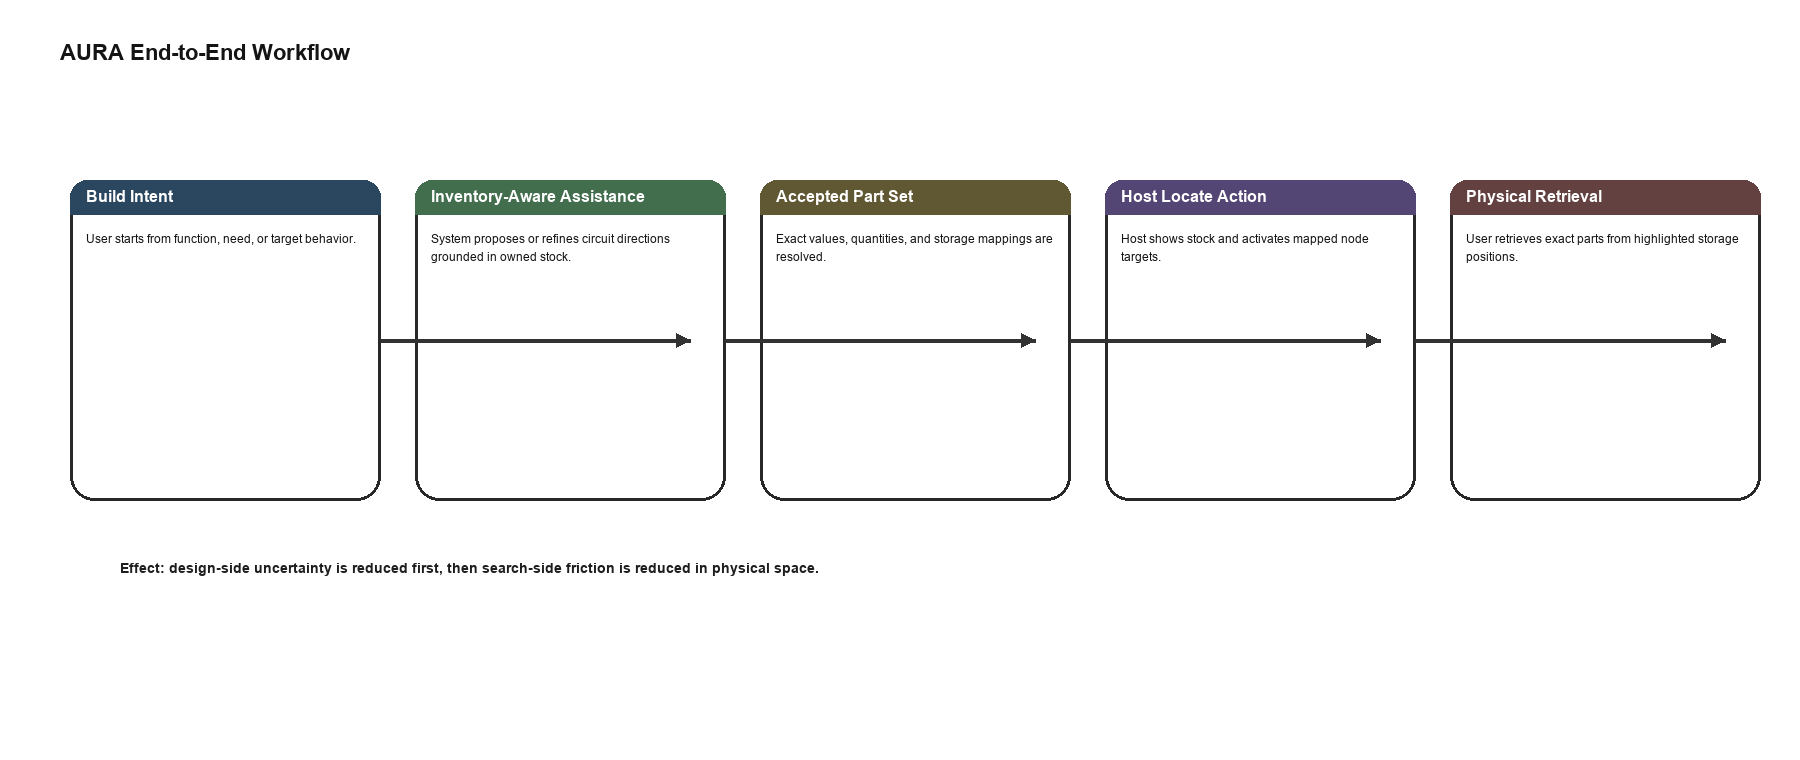 AURA End-to-End Workflow
Build Intent
User starts from function, need, or target behavior.
Inventory-Aware Assistance
System proposes or refines circuit directions
grounded in owned stock.
Accepted Part Set
Exact values, quantities, and storage mappings are
resolved.
Host Locate Action
Host shows stock and activates mapped node
targets.
Physical Retrieval
User retrieves exact parts from highlighted storage
positions.
Effect: design-side uncertainty is reduced first, then search-side friction is reduced in physical space.